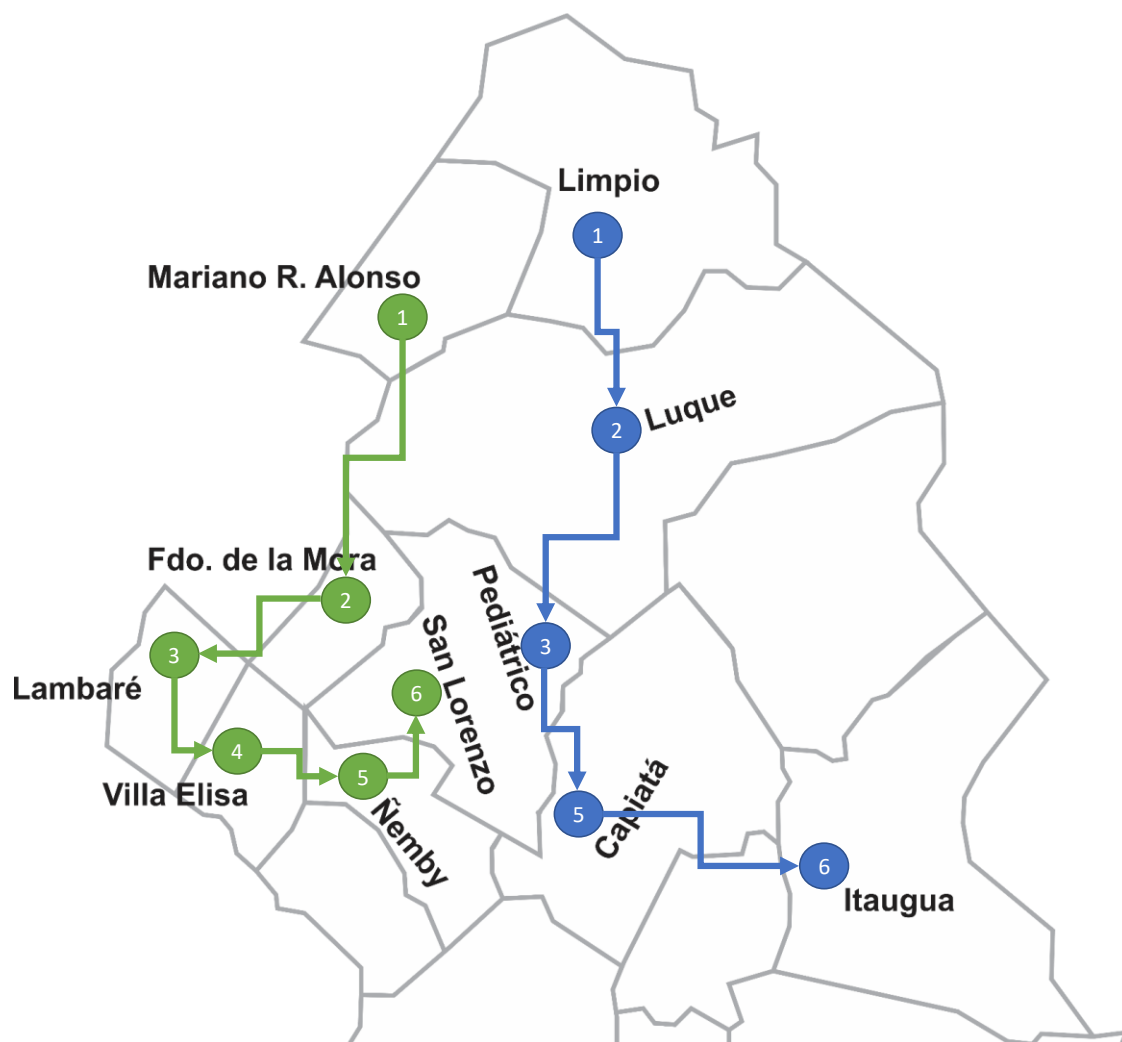 Limpio
1
Mariano R. Alonso
1
Luque
2
Fdo. de la Mora
2
Pediátrico
3
San Lorenzo
6
3
Lambaré
4
Villa Elisa
5
Ñemby
5
Capiatá
6
Itaugua